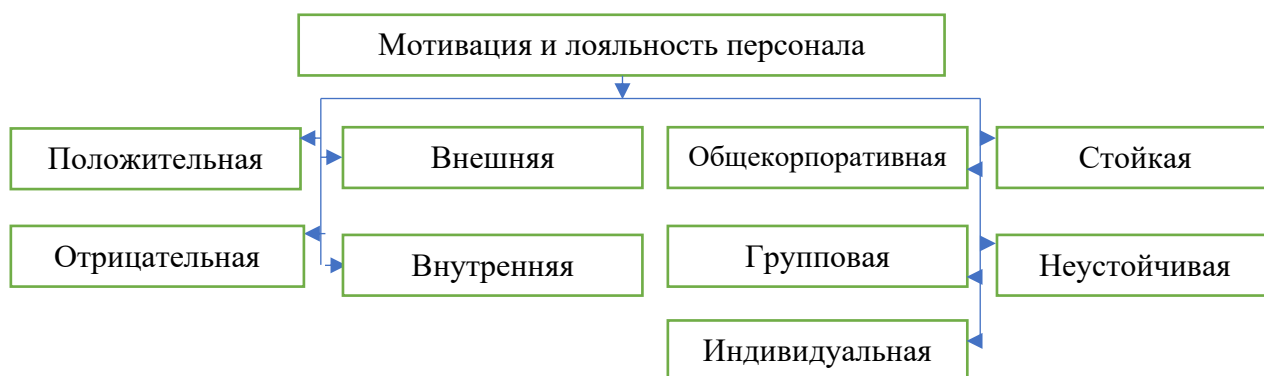 Мотивация и лояльность персонала
Положительная
Внешняя
Общекорпоративная
Стойкая
Отрицательная
Внутренняя
Групповая
Неустойчивая
Индивидуальная